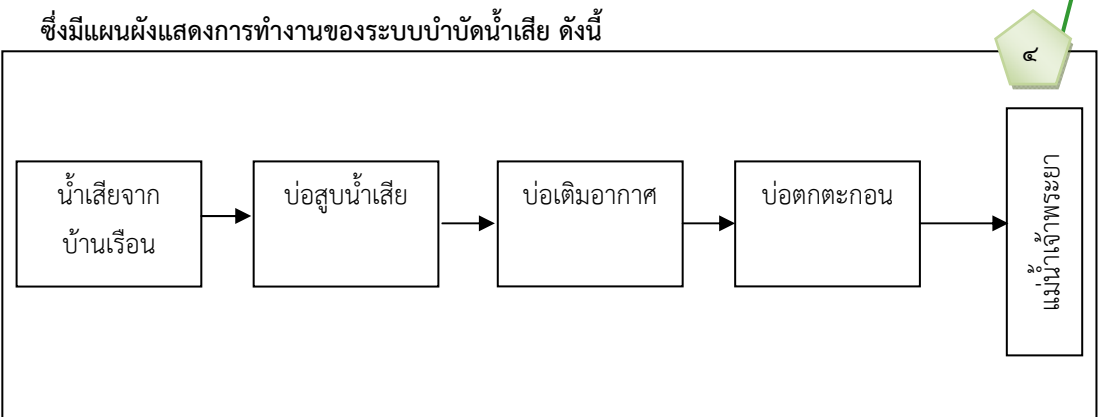 ซึ่งมีแผนผังแสดงการทำงานของระบบบำบัดน้ำเสีย ดังนี้
๔
น้ำเสียจาก
บ้านเรือน
บ่อสูบน้ำเสีย
บ่อเติมอากาศ
บ่อตกตะกอน
แม่น้ำเจ้าพระยา